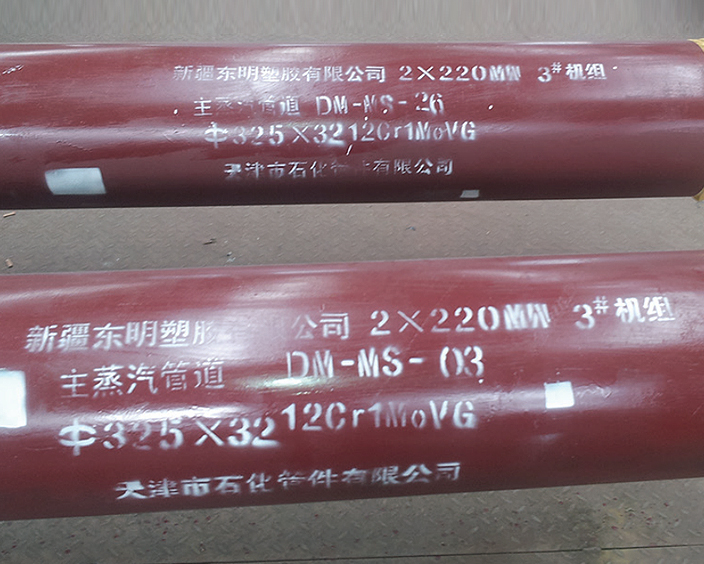 新疆东明塑胶有限公司 2×220MW 3#机组
主蒸汽管道 DM-MS-26
Φ325×32 12Cr1MoVG
天津市石化管件有限公司
新疆东明塑胶 公司 2×220MW 3#机组
主蒸汽管道 DM-MS-03
Φ325×32 12Cr1MoVG
天津市石化管件有限公司